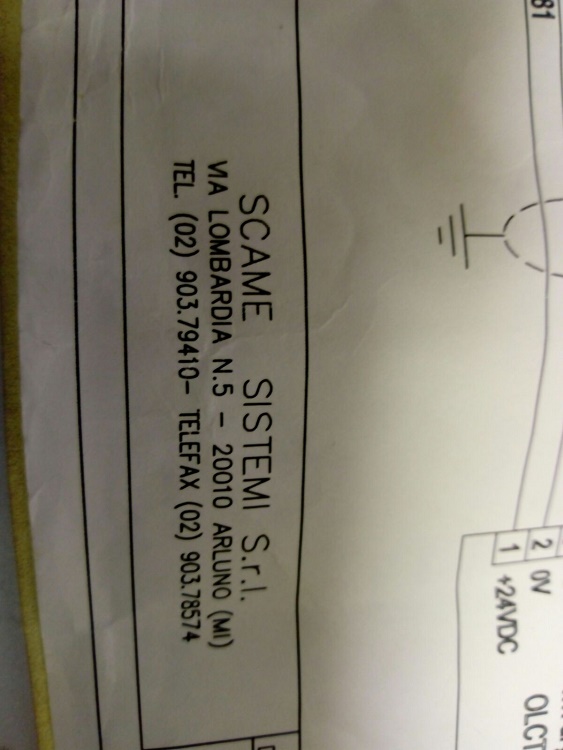 SCAME SISTEMI S.r.l.
VIA LOMBARDIA N.5 - 20010 ARLUNO (MI)
TEL. (02) 903.79410- TELEFAX (02) 903.78574
81
2 0V
1 +24VDC
OLCT